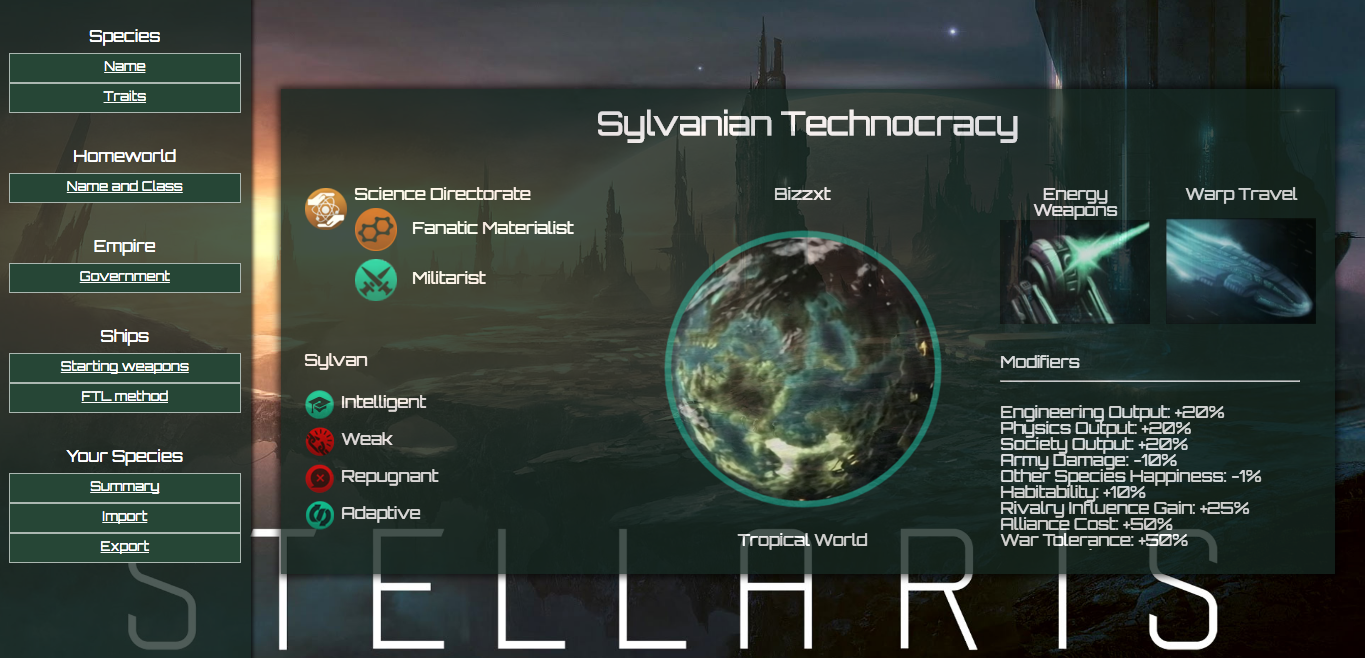 Species
Name
Traits
Homeworld
Name and Class
Empire
Government
Ships
Starting weapons
FTL method
Your Species
Summary
Import
Export
Sylvanian Technocracy
Science Directorate
Fanatic Materialist
Militarist
Sylvan
Intelligent
Weak
Repugnant
Adaptive
Bizzxt
Tropical World
Energy
Weapons
Warp Travel
Modifiers
Engineering Output: +20%
Physics Output: +20%
Society Output: +20%
Army Damage: -10%
Other Species Happiness: -1%
Habitability: +10%
Rivalry Influence Gain: +25%
Alliance Cost: +50%
War Tolerance: +50%
STELLARIS